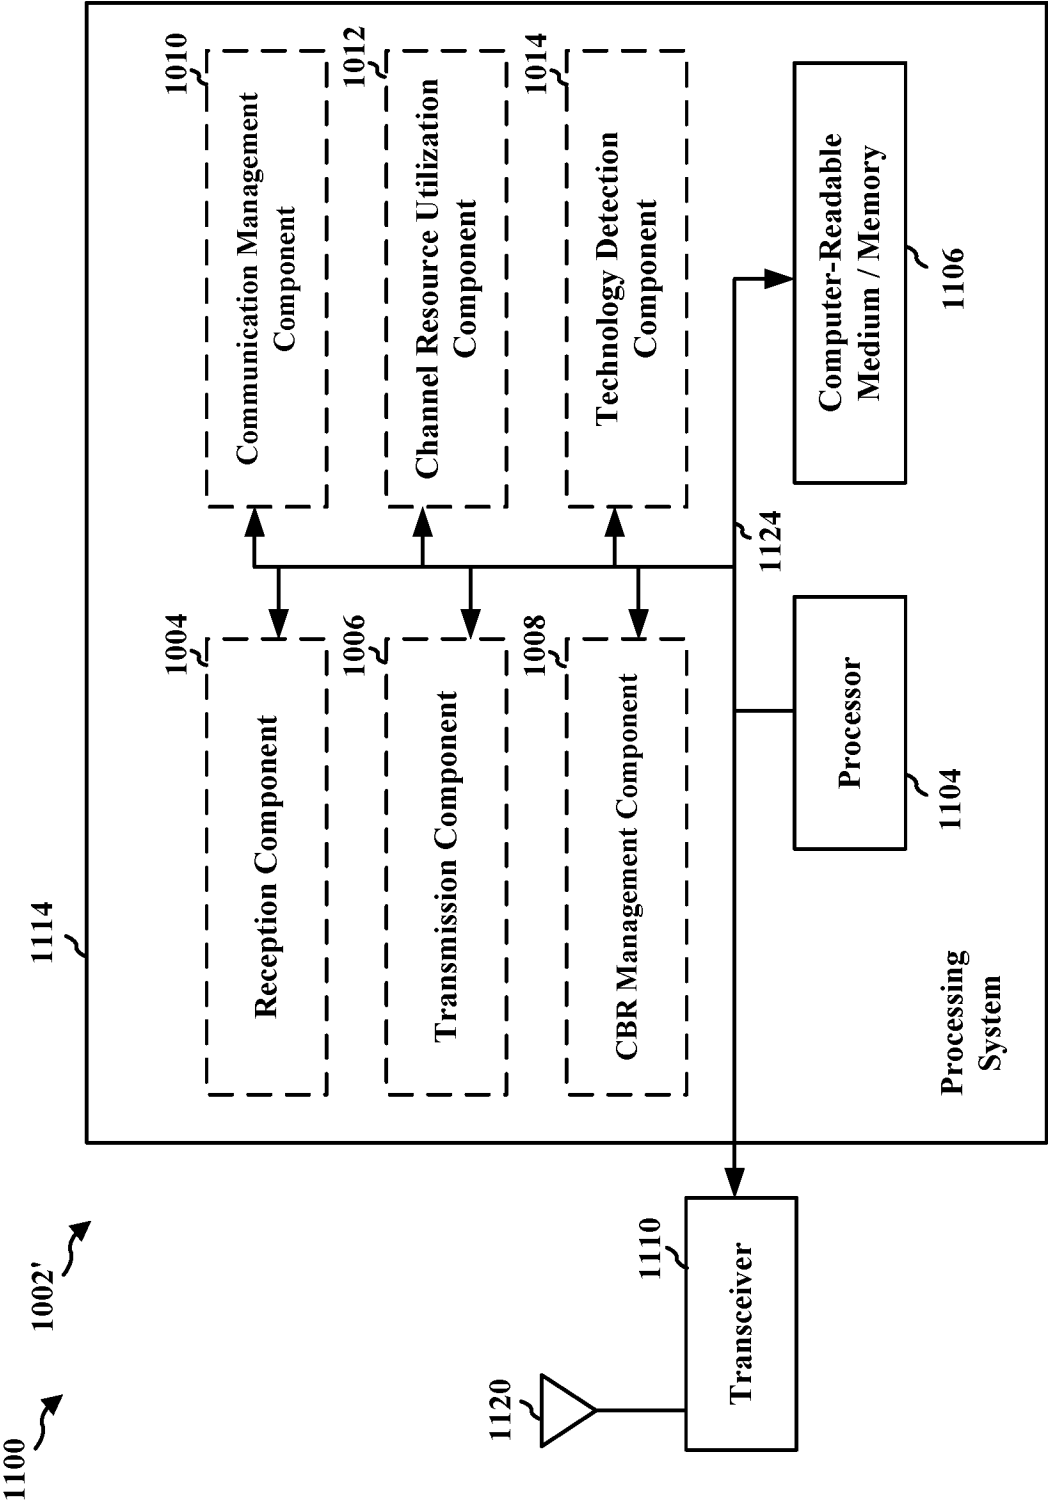 1100
1002'
1114
1004
Reception Component
1010
Communication Management
Component
1006
Transmission Component
1012
Channel Resource Utilization
Component
1008
CBR Management Component
1014
Technology Detection
Component
1120
1110
Transceiver
1124
Processor
1104
Computer-Readable
Medium / Memory
1106
Processing
System